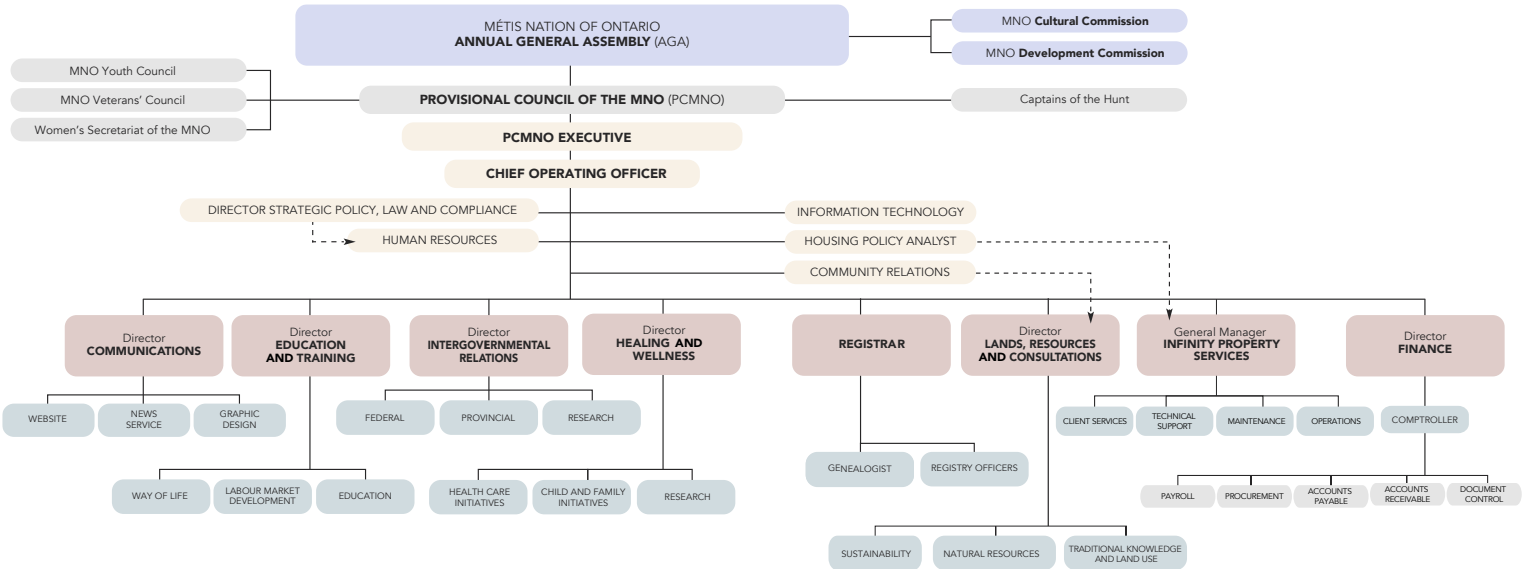 MÉTIS NATION OF ONTARIO
ANNUAL GENERAL ASSEMBLY (AGA)
MNO Cultural Commission
MNO Development Commission
MNO Youth Council
MNO Veterans' Council
Women's Secretariat of the MNO
PROVISIONAL COUNCIL OF THE MNO (PCMNO)
Captains of the Hunt
PCMNO EXECUTIVE
CHIEF OPERATING OFFICER
DIRECTOR STRATEGIC POLICY, LAW AND COMPLIANCE
INFORMATION TECHNOLOGY
HUMAN RESOURCES
HOUSING POLICY ANALYST
COMMUNITY RELATIONS
Director
COMMUNICATIONS
Director
EDUCATION
AND TRAINING
Director
INTERGOVERNMENTAL
RELATIONS
Director
HEALING AND
WELLNESS
REGISTRAR
Director
LANDS, RESOURCES
AND CONSULTATIONS
General Manager
INFINITY PROPERTY
SERVICES
Director
FINANCE
WEBSITE
NEWS
SERVICE
GRAPHIC
DESIGN
FEDERAL
PROVINCIAL
RESEARCH
CLIENT SERVICES
TECHNICAL
SUPPORT
MAINTENANCE
OPERATIONS
COMPTROLLER
GENEALOGIST
REGISTRY OFFICERS
WAY OF LIFE
LABOUR MARKET
DEVELOPMENT
EDUCATION
HEALTH CARE
INITIATIVES
CHILD AND FAMILY
INITIATIVES
RESEARCH
PAYROLL
PROCUREMENT
ACCOUNTS
PAYABLE
ACCOUNTS
RECEIVABLE
DOCUMENT
CONTROL
SUSTAINABILITY
NATURAL RESOURCES
TRADITIONAL KNOWLEDGE
AND LAND USE